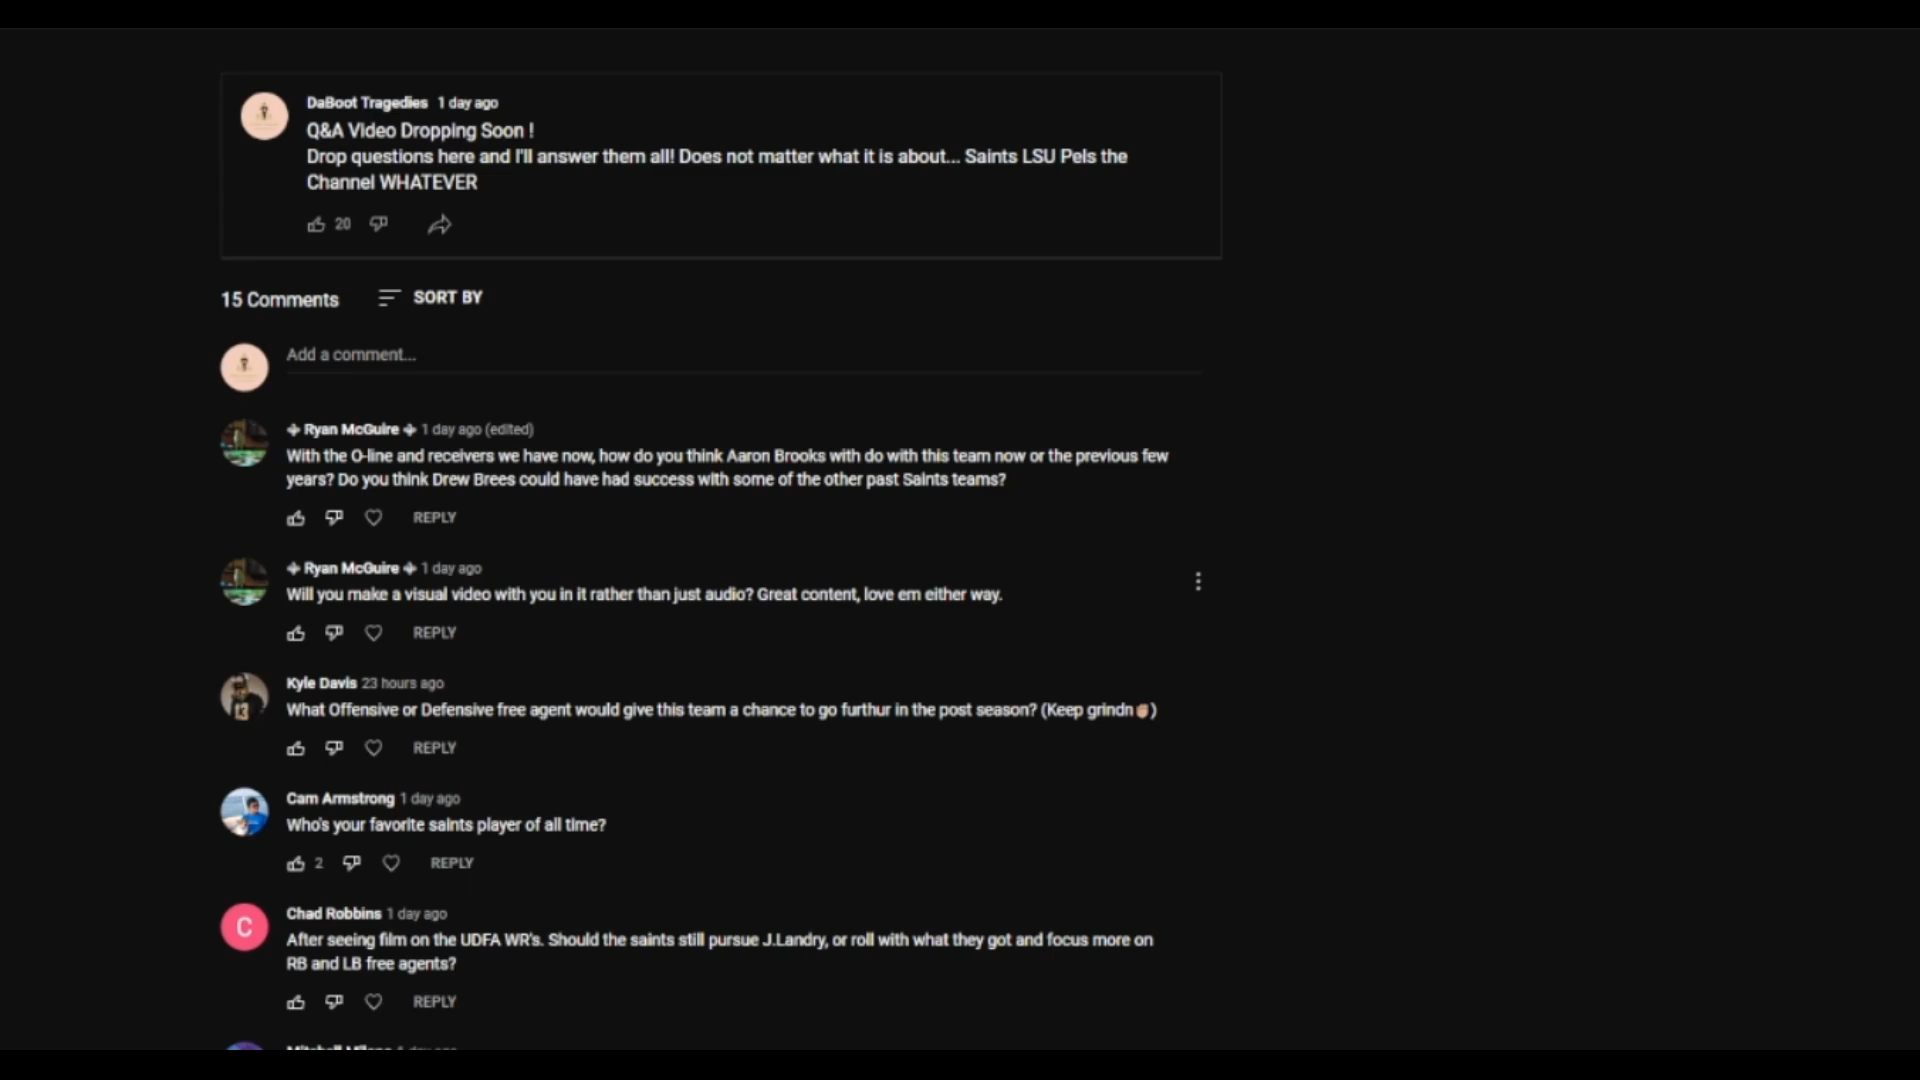 DaBoot Tragedies 1 day ago
Q&A Video Dropping Soon !
Drop questions here and I'll answer them all! Does not matter what it is about... Saints LSU Pels the
Channel WHATEVER
20
15 Comments SORT BY
Add a comment...
⚜ Ryan McGuire ⚜ 1 day ago (edited)
With the O-line and receivers we have now, how do you think Aaron Brooks with do with this team now or the previous few
years? Do you think Drew Brees could have had success with some of the other past Saints teams?
REPLY
⚜ Ryan McGuire ⚜ 1 day ago
Will you make a visual video with you in it rather than just audio? Great content, love em either way.
REPLY
Kyle Davis 23 hours ago
What Offensive or Defensive free agent would give this team a chance to go furthur in the post season? (Keep grindn✊🏼)
REPLY
Cam Armstrong 1 day ago
Who's your favorite saints player of all time?
2 REPLY
C
Chad Robbins 1 day ago
After seeing film on the UDFA WR's. Should the saints still pursue J.Landry, or roll with what they got and focus more on
RB and LB free agents?
REPLY